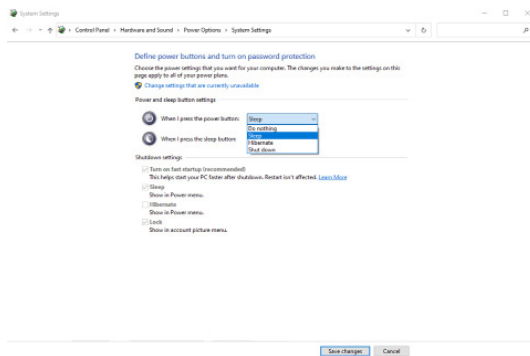 System Settings
Control Panel > Hardware and Sound > Power Options > System Settings
Define power buttons and turn on password protection
Choose the power settings that you want for your computer. The changes you make to the settings on this
page apply to all of your power plans.
Change settings that are currently unavailable
Power and sleep button settings
When I press the power button: Sleep
Do nothing
Sleep
Hibernate
Shut down
When I press the sleep button:
Shutdown settings
Turn on fast startup (recommended)
This helps start your PC faster after shutdown. Restart isn't affected. Learn More
Sleep
Show in Power menu.
Hibernate
Show in Power menu.
Lock
Show in account picture menu.
Save changes Cancel